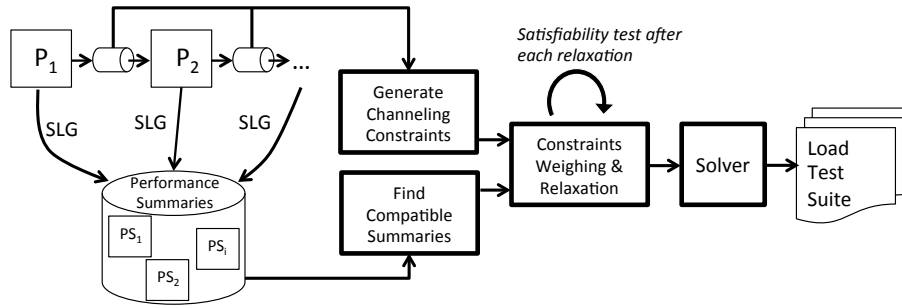 P1
P2
...
SLG
SLG
SLG
Performance
Summaries
PS1
PS2
PSi
Generate
Channeling
Constraints
Find
Compatible
Summaries
Satisfiability test after
each relaxation
Constraints
Weighing &
Relaxation
Solver
Load
Test
Suite